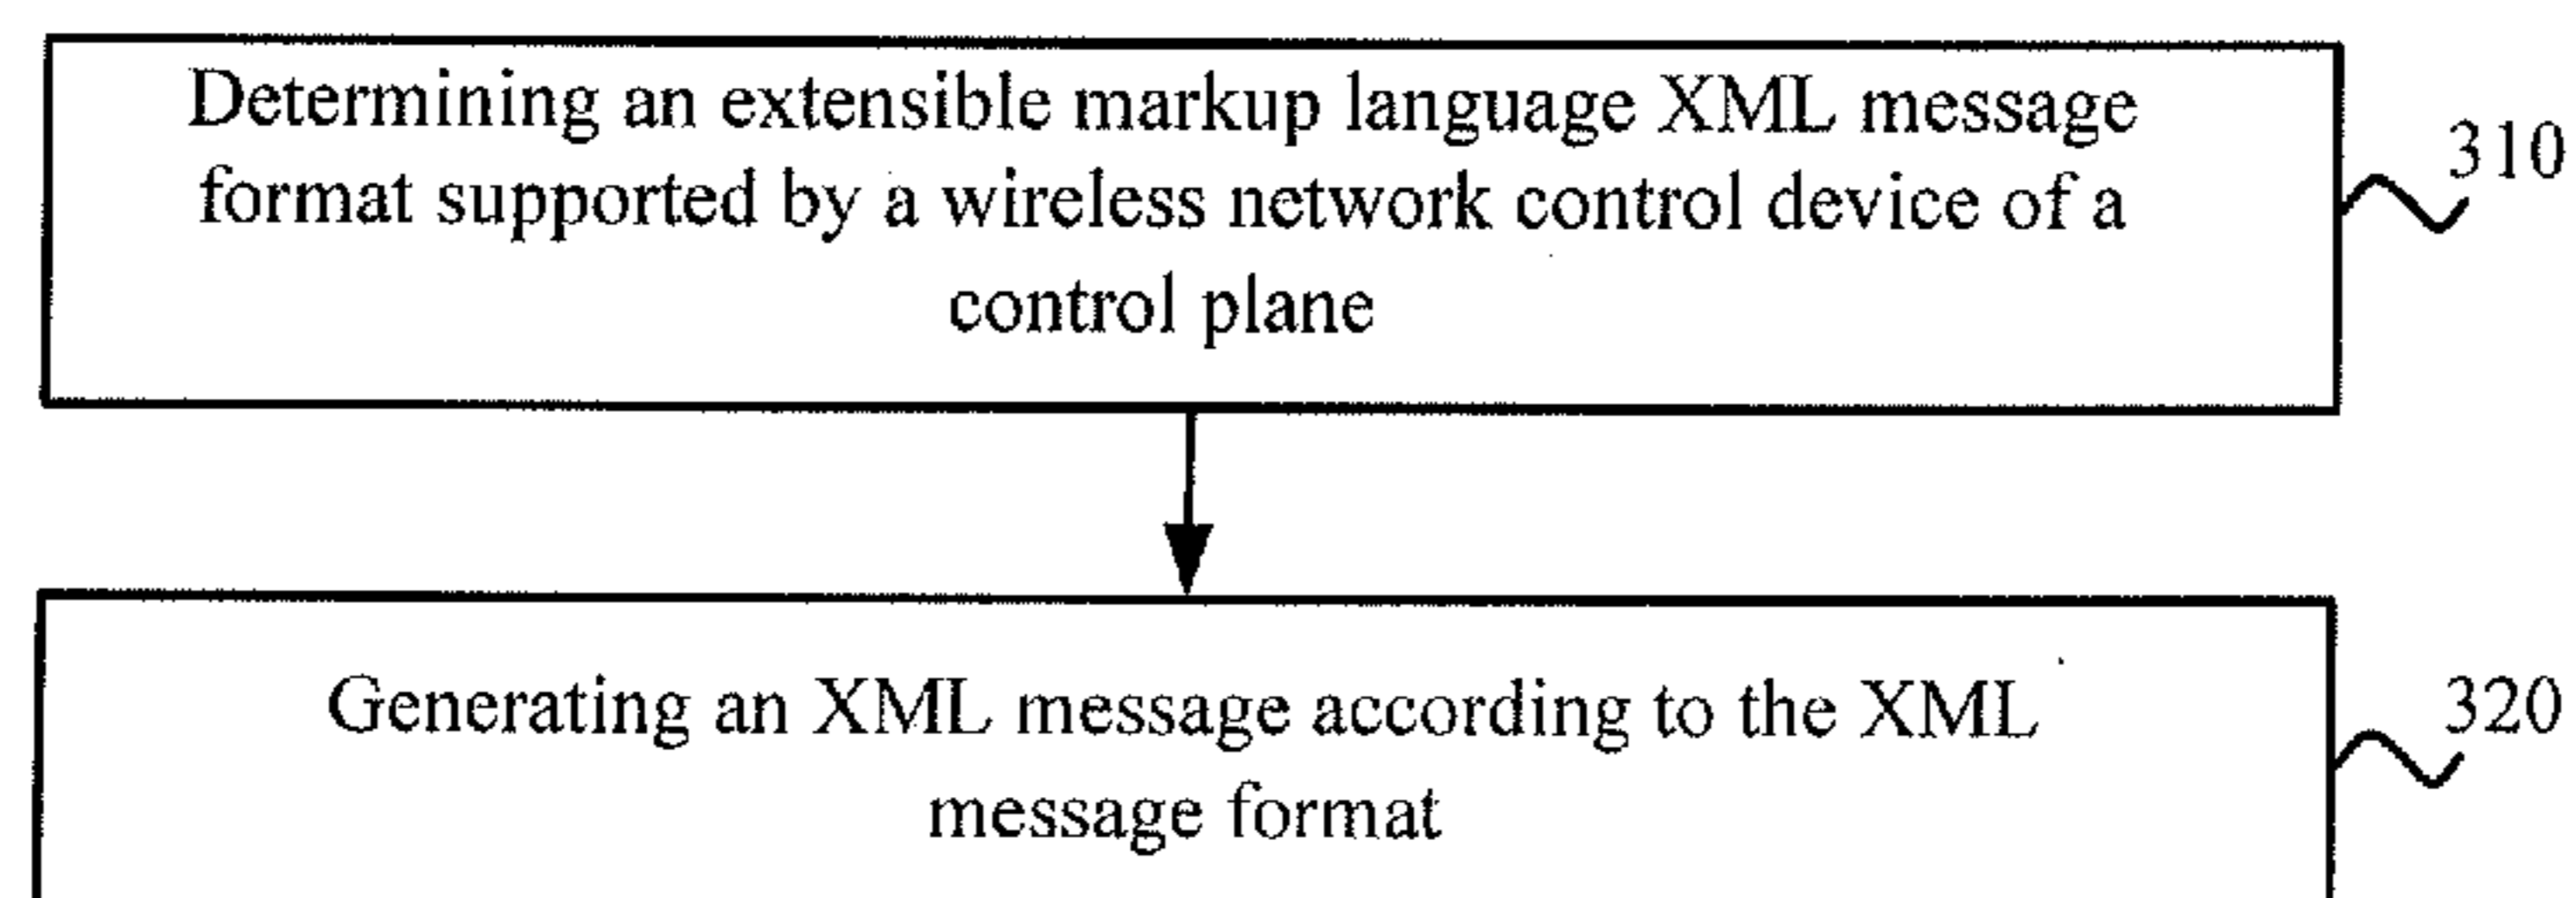 Determining an extensible markup language XML message
format supported by a wireless network control device of a
control plane
310
Generating an XML message according to the XML
message format
320